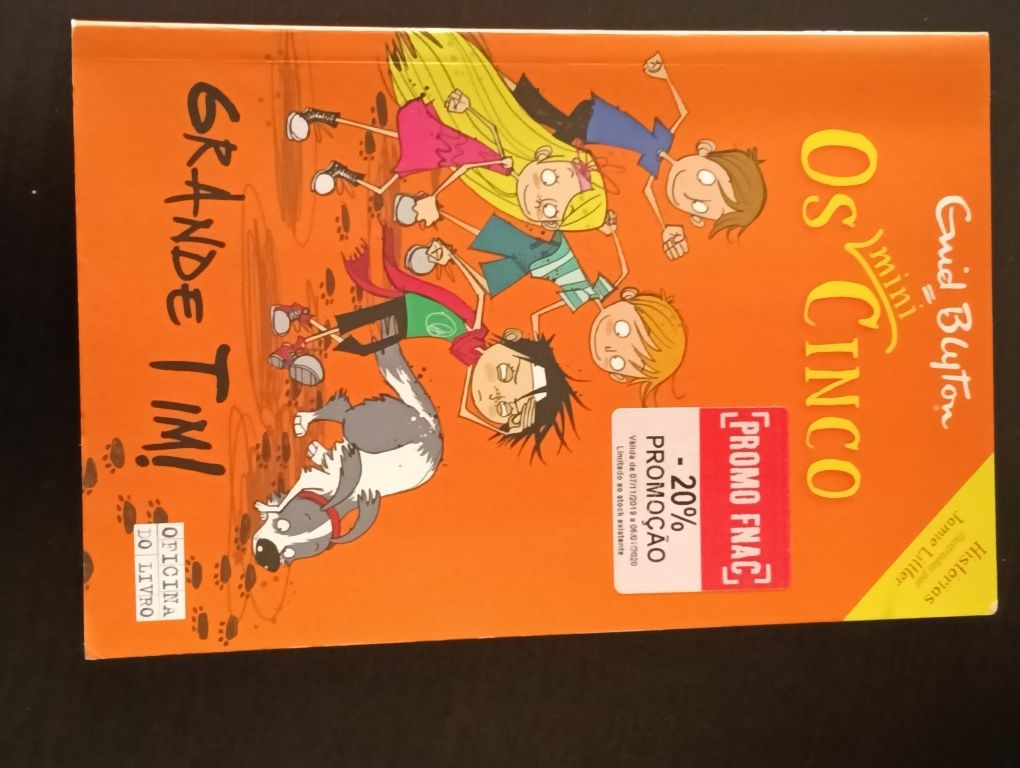 Enid Blyton
Histórias
ilustradas por
Jamie Littler
OS mini CINCO
[PROMO FNAC]
- 20%
PROMOÇÃO
Válida de 07/11/2019 a 06/01/2020
Limitado ao stock existente
GRANDE TIM!
OFICINA
DO LIVRO